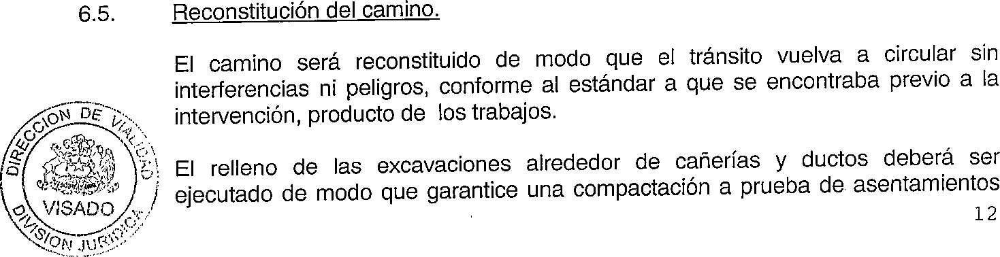 6.5. Reconstitución del camino.
El camino será reconstituido de modo que el tránsito vuelva a circular sin
interferencias ni peligros, conforme al estándar a que se encontraba previo a la
intervención, producto de los trabajos.
El relleno de las excavaciones alrededor de cañerías y ductos deberá ser
ejecutado de modo que garantice una compactación a prueba de asentamientos
DIRECCION DE VIALIDAD
VISADO
DIVISION JURIDICA
12